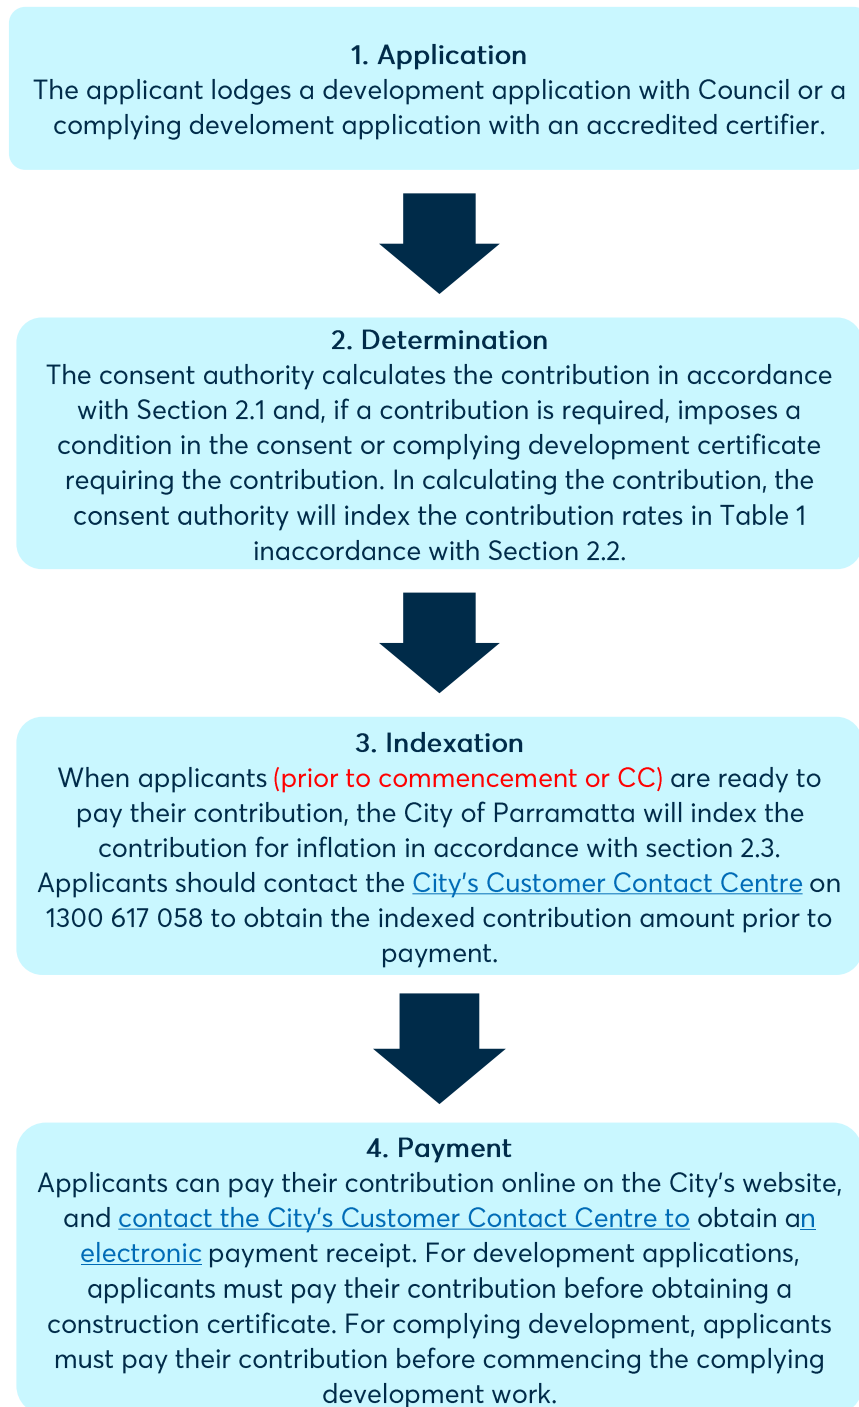 1. Application
The applicant lodges a development application with Council or a
complying develoment application with an accredited certifier.
2. Determination
The consent authority calculates the contribution in accordance
with Section 2.1 and, if a contribution is required, imposes a
condition in the consent or complying development certificate
requiring the contribution. In calculating the contribution, the
consent authority will index the contribution rates in Table 1
inaccordance with Section 2.2.
3. Indexation
When applicants (prior to commencement or CC) are ready to
pay their contribution, the City of Parramatta will index the
contribution for inflation in accordance with section 2.3.
Applicants should contact the City's Customer Contact Centre on
1300 617 058 to obtain the indexed contribution amount prior to
payment.
4. Payment
Applicants can pay their contribution online on the City's website,
and contact the City's Customer Contact Centre to obtain an
electronic payment receipt. For development applications,
applicants must pay their contribution before obtaining a
construction certificate. For complying development, applicants
must pay their contribution before commencing the complying
development work.